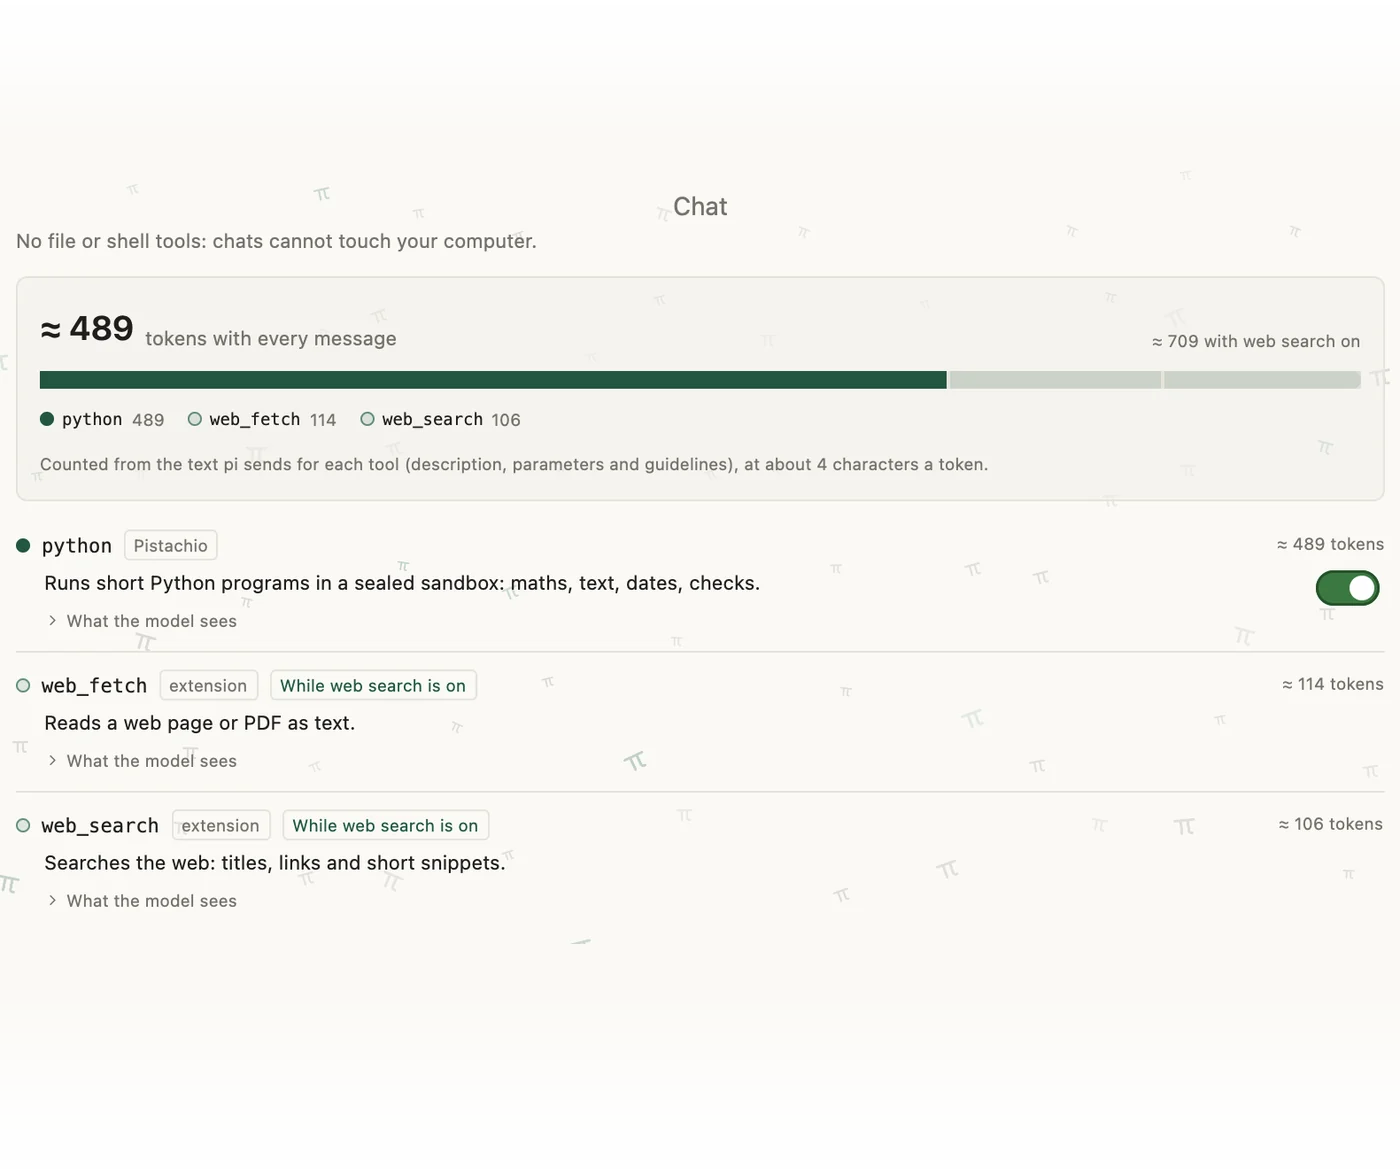 Chat
No file or shell tools: chats cannot touch your computer.
≈ 489 tokens with every message
≈ 709 with web search on
python 489 web_fetch 114 web_search 106
Counted from the text pi sends for each tool (description, parameters and guidelines), at about 4 characters a token.
python Pistachio
≈ 489 tokens
Runs short Python programs in a sealed sandbox: maths, text, dates, checks.
What the model sees
web_fetch extension While web search is on
≈ 114 tokens
Reads a web page or PDF as text.
What the model sees
web_search extension While web search is on
≈ 106 tokens
Searches the web: titles, links and short snippets.
What the model sees